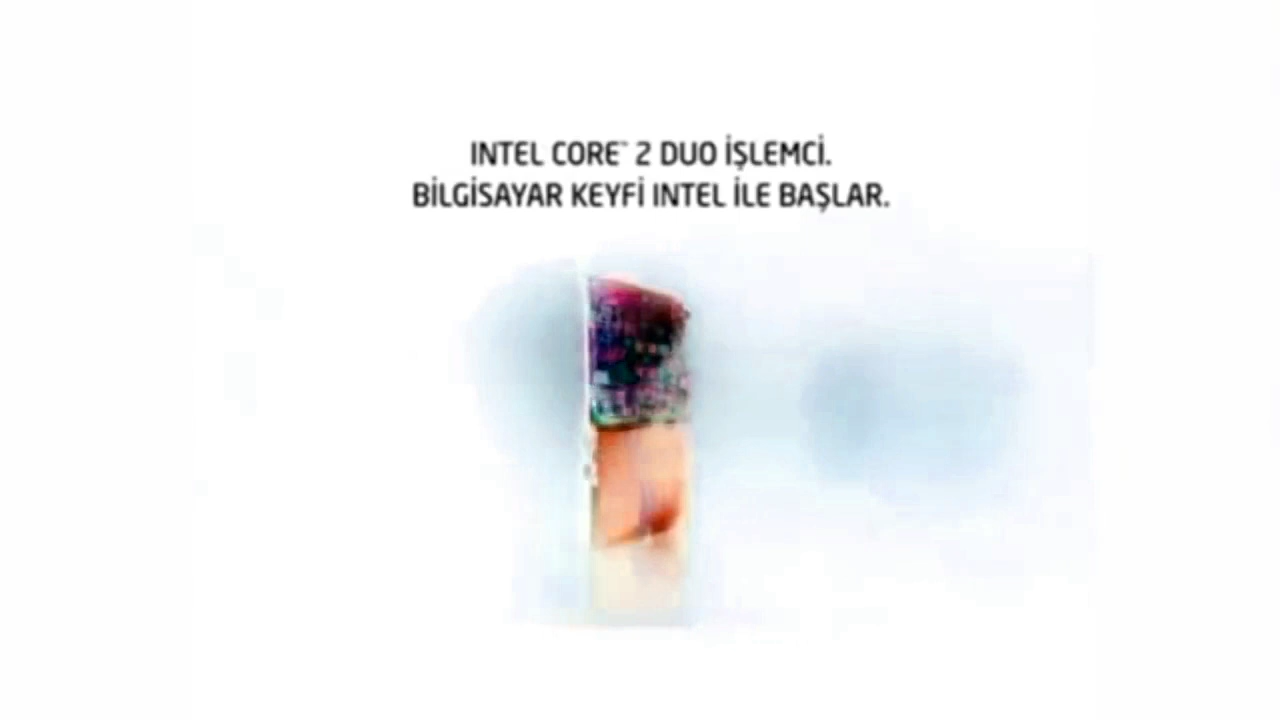 INTEL CORE™ 2 DUO İŞLEMCİ.
BİLGİSAYAR KEYFİ INTEL İLE BAŞLAR.